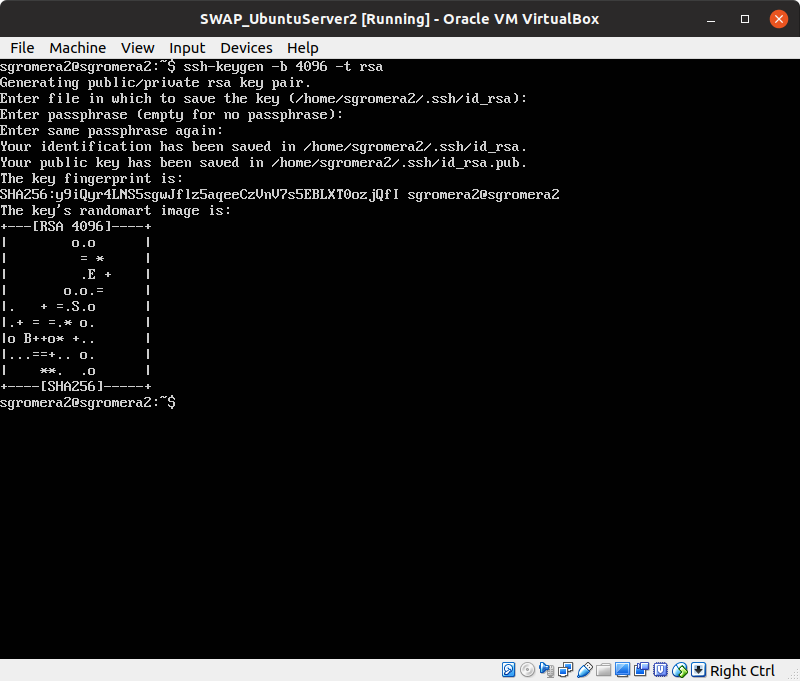 SWAP_UbuntuServer2 [Running] - Oracle VM VirtualBox
File Machine View Input Devices Help
sgromera2@sgromera2:~$ ssh-keygen -b 4096 -t rsa
Generating public/private rsa key pair.
Enter file in which to save the key (/home/sgromera2/.ssh/id_rsa):
Enter passphrase (empty for no passphrase):
Enter same passphrase again:
Your identification has been saved in /home/sgromera2/.ssh/id_rsa.
Your public key has been saved in /home/sgromera2/.ssh/id_rsa.pub.
The key fingerprint is:
SHA256:y9iQyr4LNS5sgwJflz5aqeeCzVnV7s5EBLXT0ozjQfI sgromera2@sgromera2
The key's randomart image is:
+---[RSA 4096]----+
|        o.o      |
|         = *     |
|         .E +    |
|       o.o.=     |
|.   + =.S.o      |
|.+ = =.* o.      |
|o B++o* +..      |
|...==+.. o.      |
|    **.  .o      |
+----[SHA256]-----+
sgromera2@sgromera2:~$
Right Ctrl